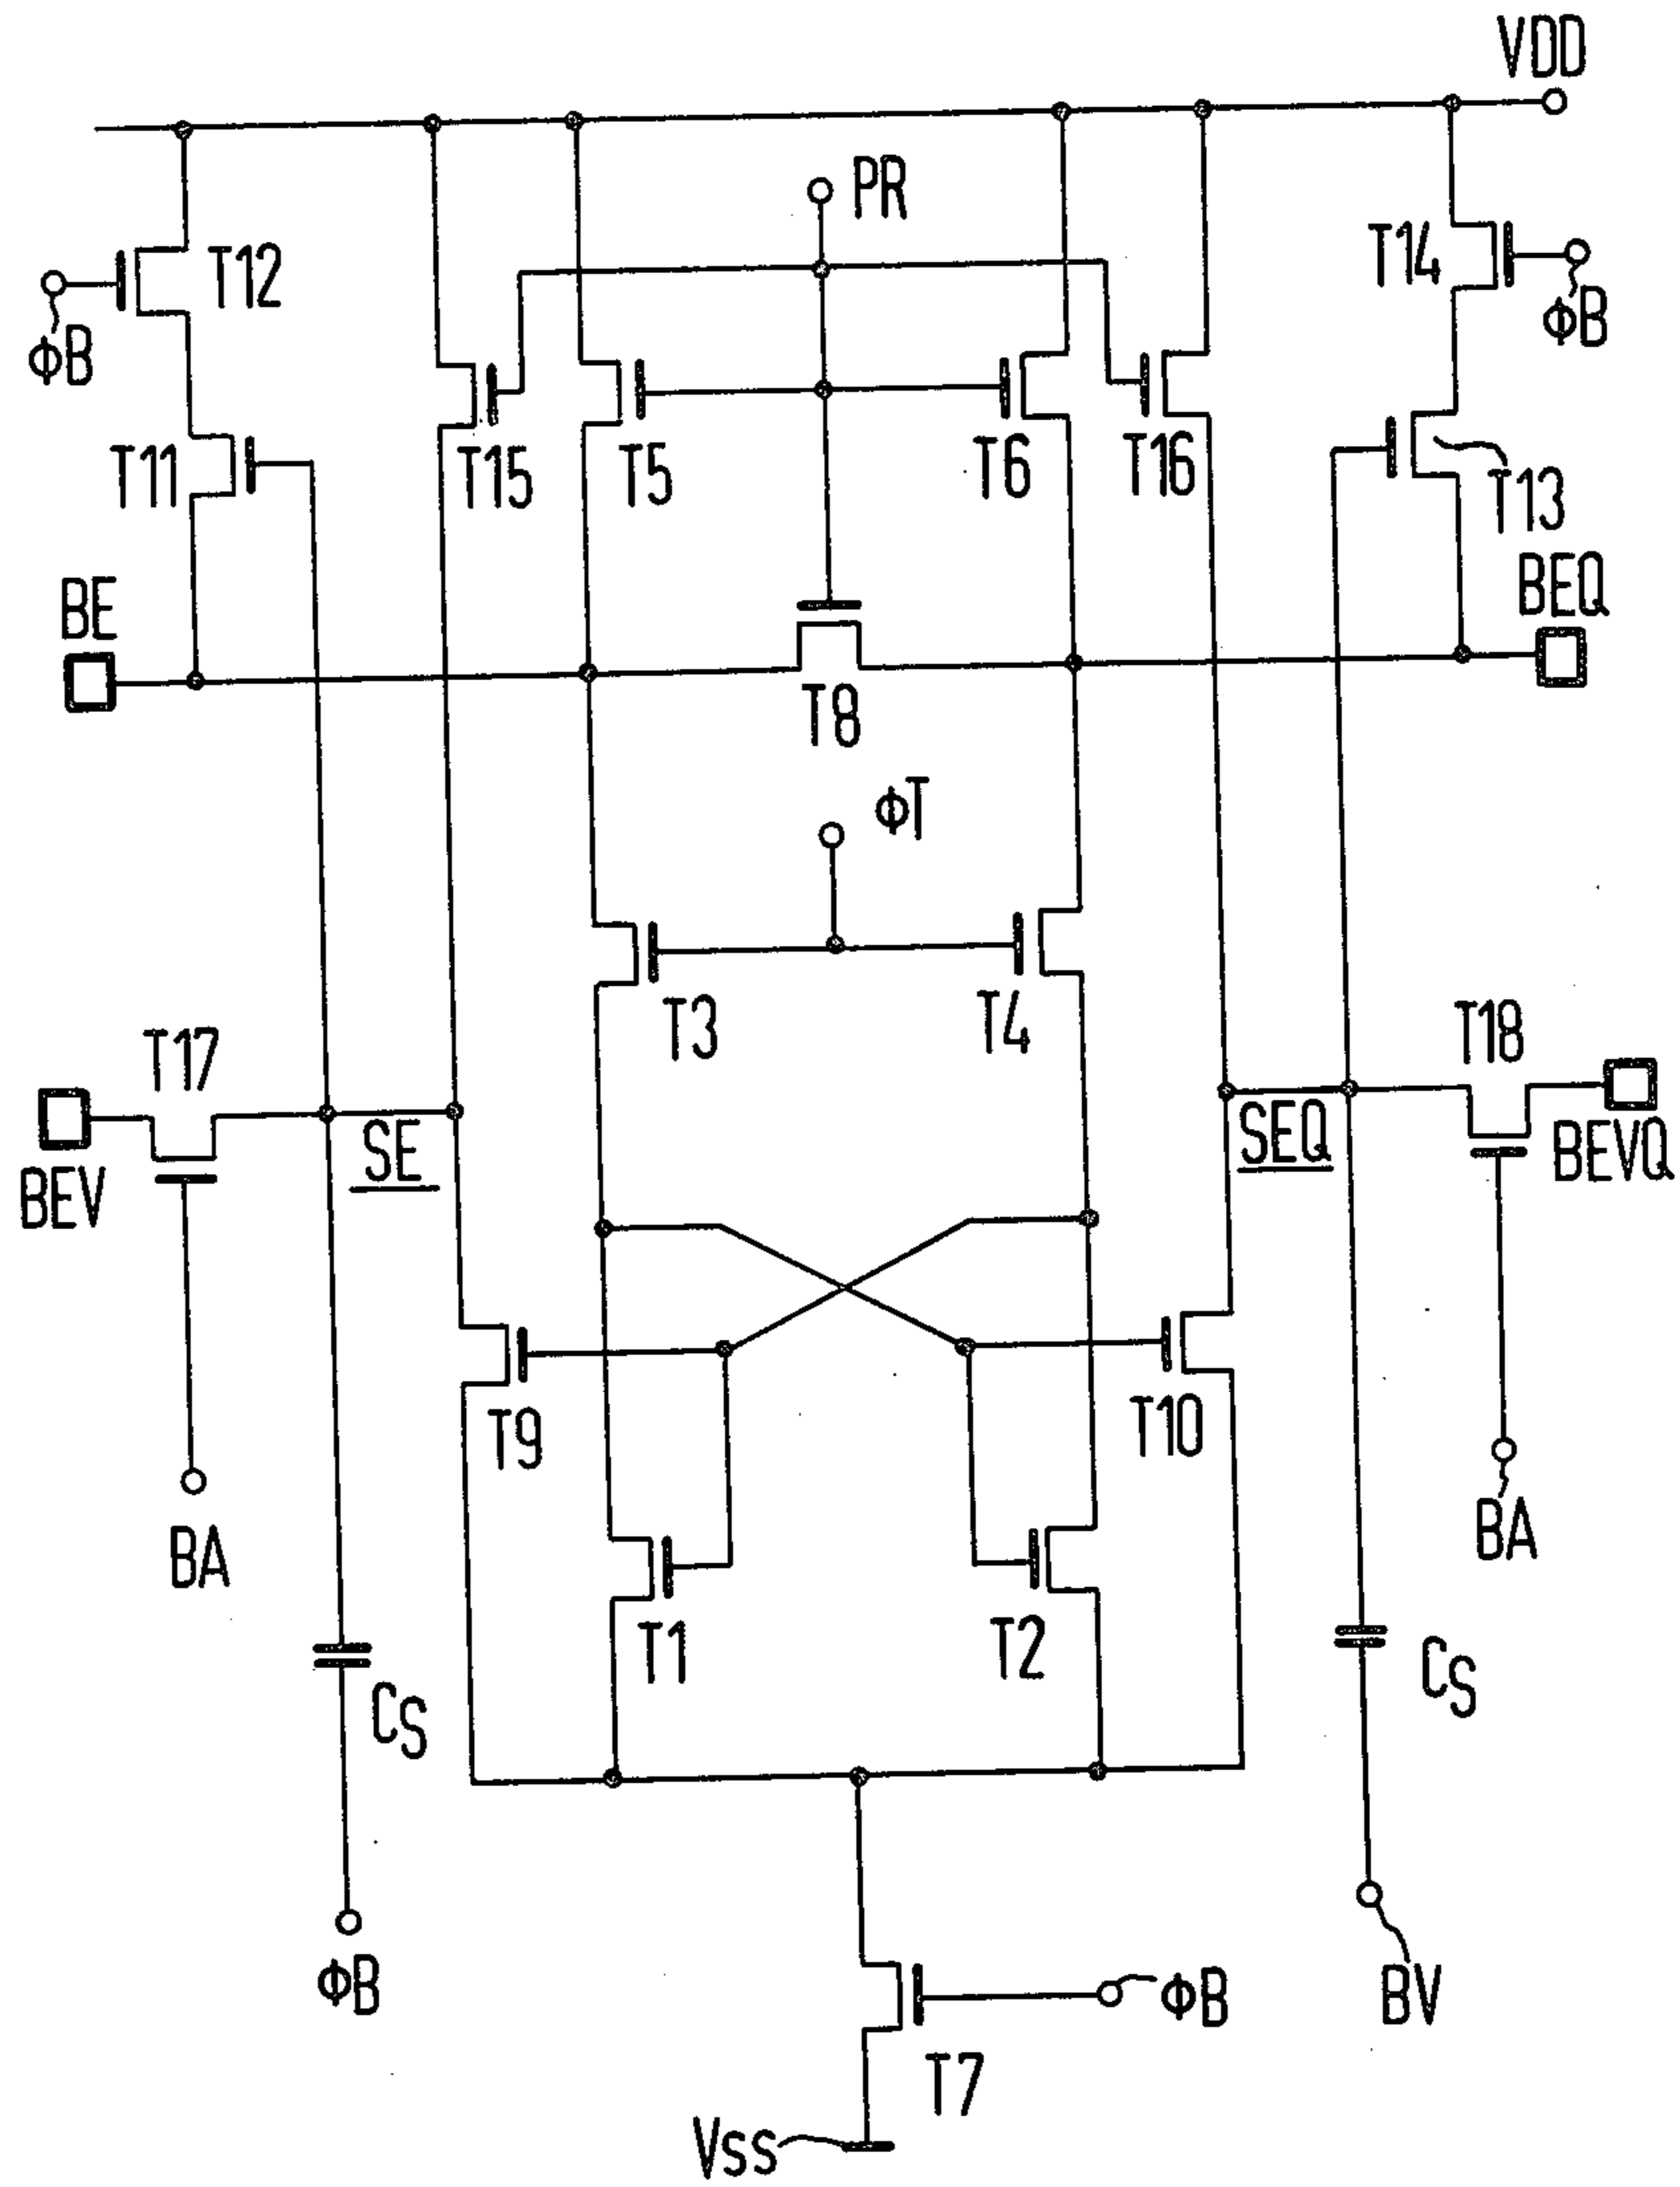 VDD
PR
T12
T14
ϕB
ϕB
T11
T15
T5
T6
T16
T13
BE
BEQ
T8
ϕT
T3
T4
T17
T18
SE
SEQ
BEV
BEVQ
T9
T10
BA
BA
T1
T2
CS
CS
ϕB
ϕB
BV
T7
VSS